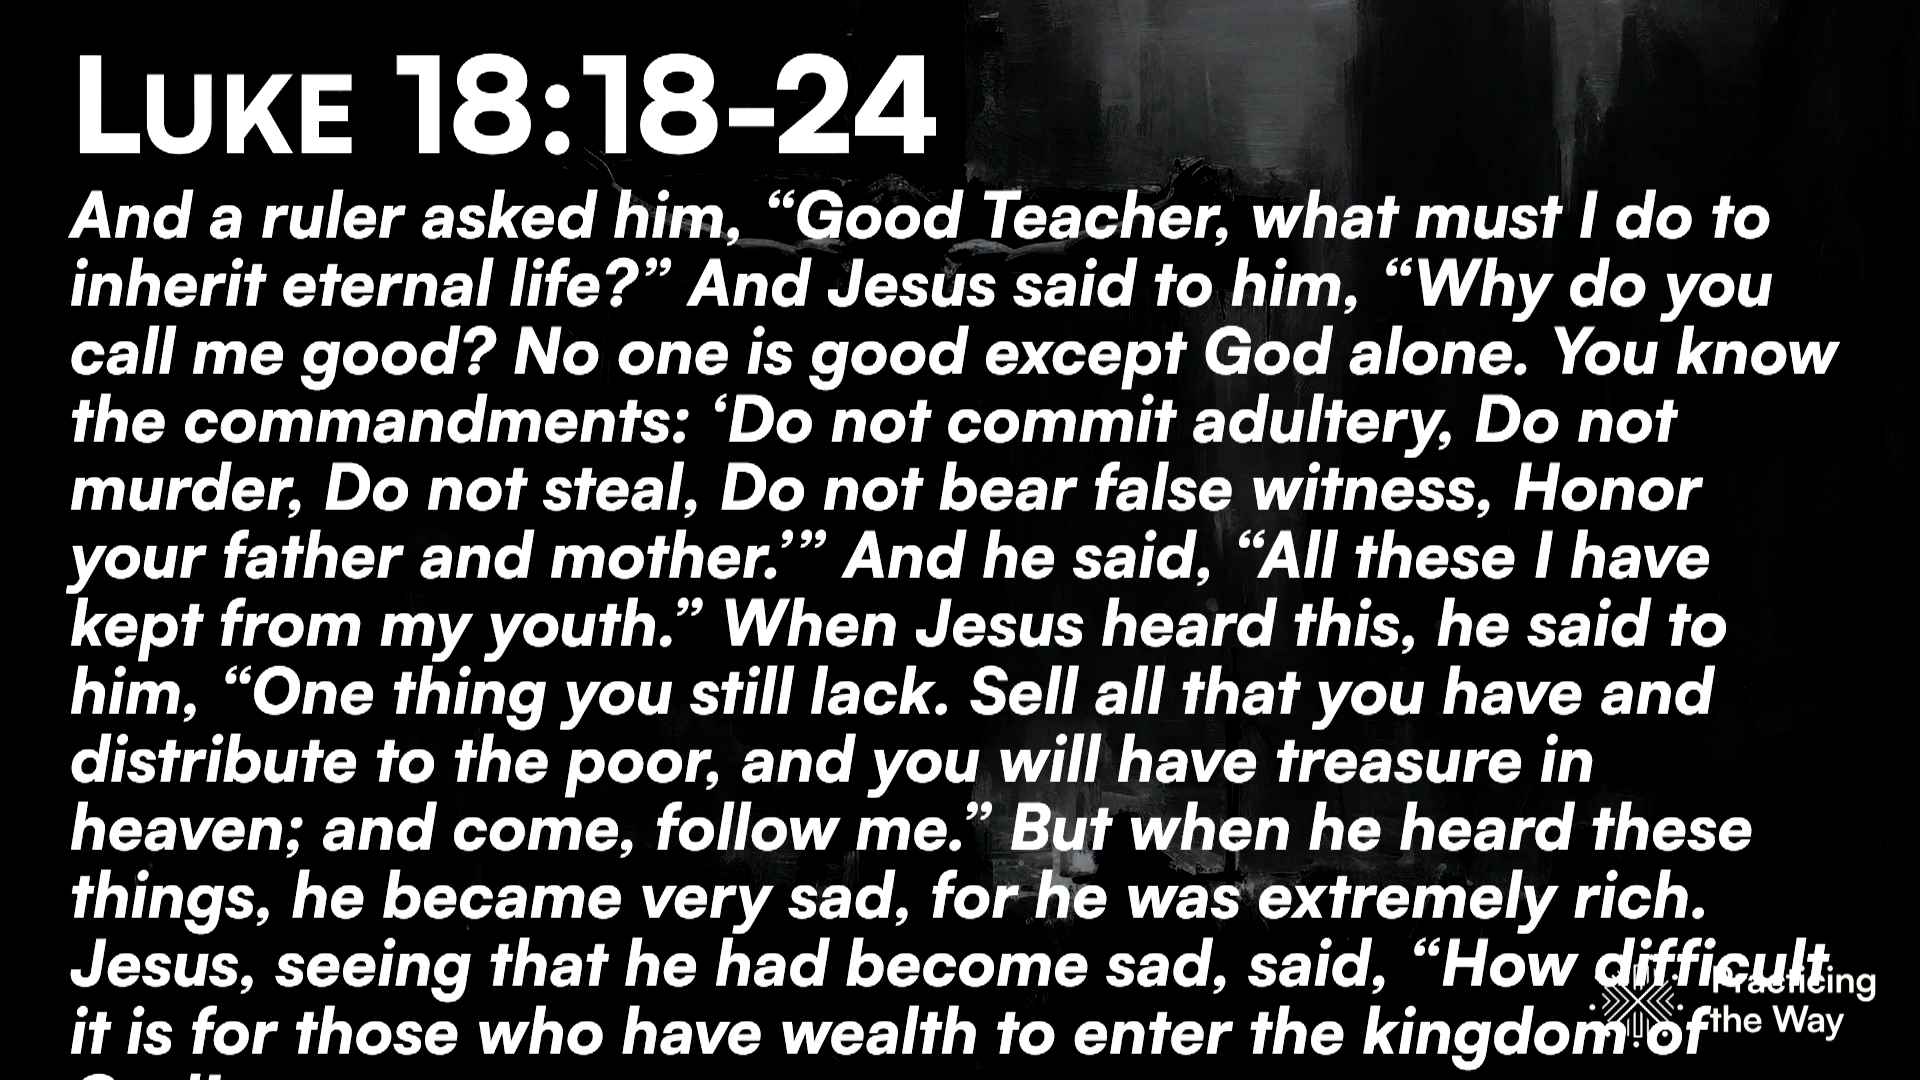 LUKE 18:18-24
And a ruler asked him, “Good Teacher, what must I do to
inherit eternal life?” And Jesus said to him, “Why do you
call me good? No one is good except God alone. You know
the commandments: ‘Do not commit adultery, Do not
murder, Do not steal, Do not bear false witness, Honor
your father and mother.’” And he said, “All these I have
kept from my youth.” When Jesus heard this, he said to
him, “One thing you still lack. Sell all that you have and
distribute to the poor, and you will have treasure in
heaven; and come, follow me.” But when he heard these
things, he became very sad, for he was extremely rich.
Jesus, seeing that he had become sad, said, “How difficult
it is for those who have wealth to enter the kingdom of
Practicing
the Way